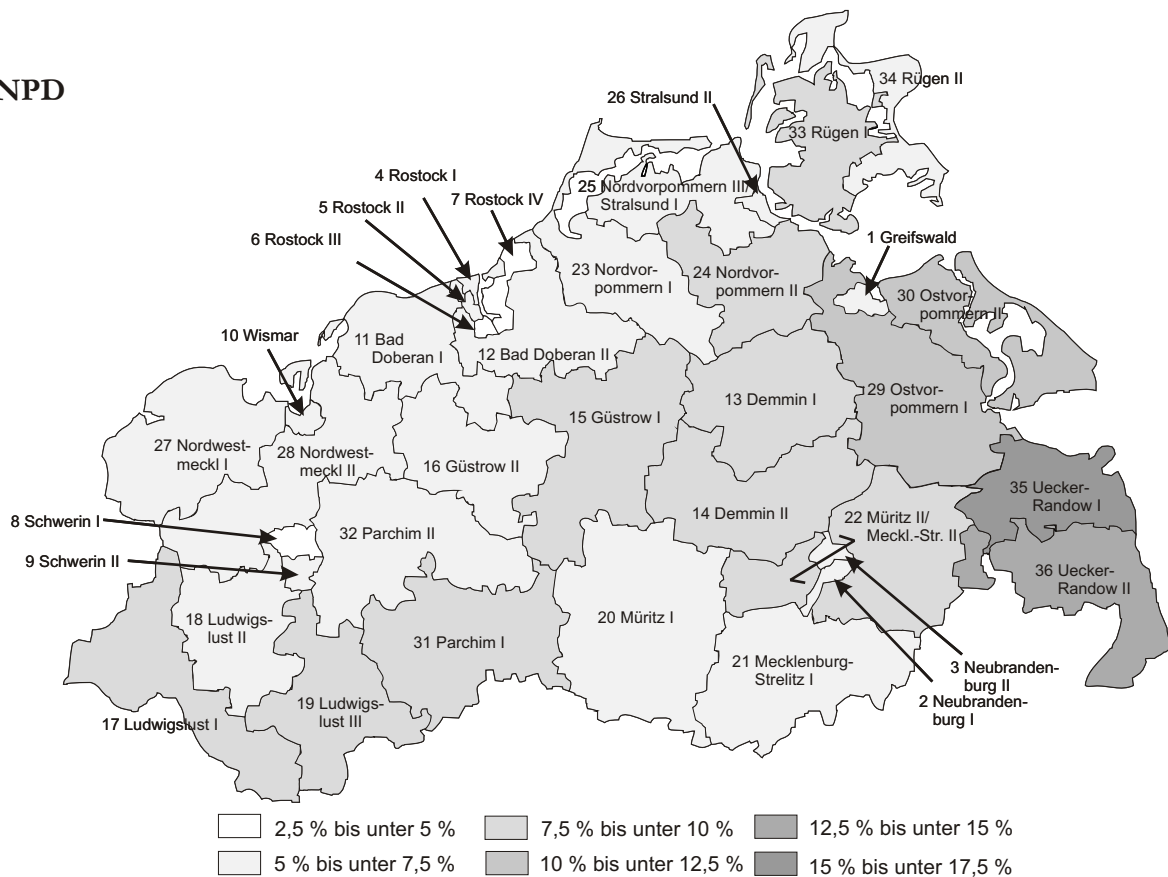 NPD
34 Rügen II
26 Stralsund II
33 Rügen I
4 Rostock I
25 Nordvorpommern III/
Stralsund I
7 Rostock IV
5 Rostock II
6 Rostock III
1 Greifswald
23 Nordvor-
pommern I
24 Nordvor-
pommern II
30 Ostvor-
pommern II
10 Wismar
11 Bad
Doberan I
12 Bad Doberan II
29 Ostvor-
pommern I
13 Demmin I
15 Güstrow I
27 Nordwest-
meckl I
28 Nordwest-
meckl II
16 Güstrow II
35 Uecker-
Randow I
8 Schwerin I
32 Parchim II
14 Demmin II
22 Müritz II/
Meckl.-Str. II
9 Schwerin II
36 Uecker-
Randow II
18 Ludwigs-
lust II
20 Müritz I
31 Parchim I
21 Mecklenburg-
Strelitz I
3 Neubranden-
burg II
19 Ludwigs-
lust III
2 Neubranden-
burg I
17 Ludwigslust I
2,5 % bis unter 5 %
7,5 % bis unter 10 %
12,5 % bis unter 15 %
5 % bis unter 7,5 %
10 % bis unter 12,5 %
15 % bis unter 17,5 %